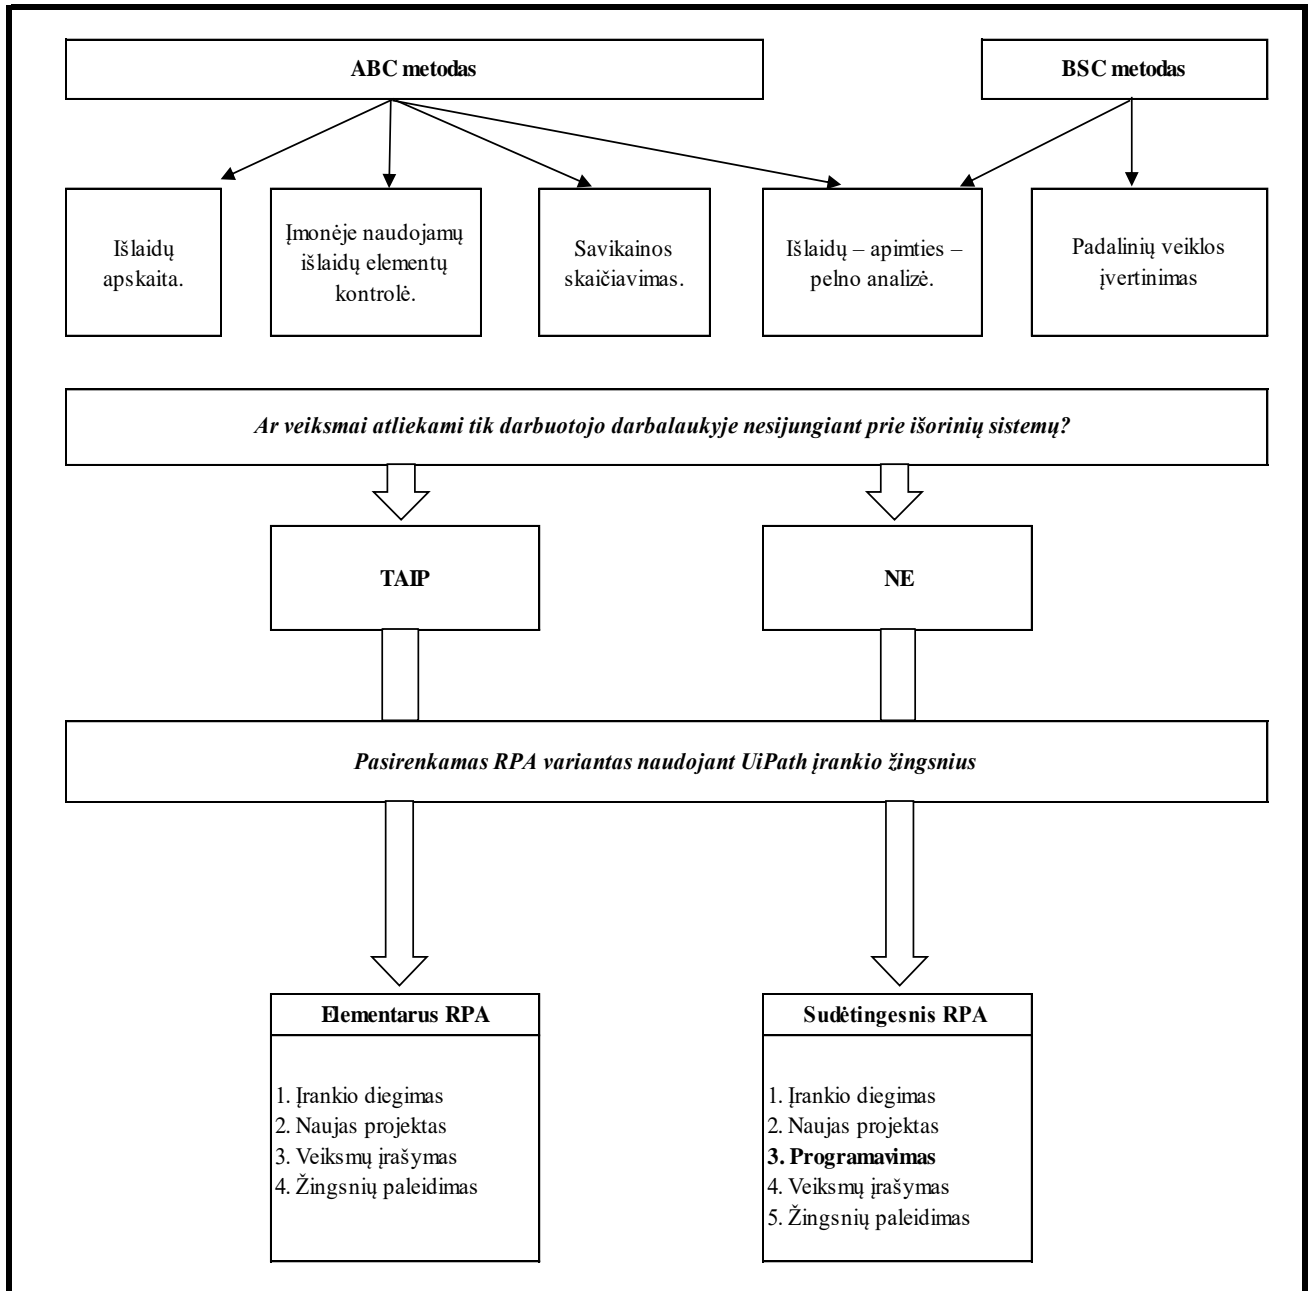 ABC metodas
BSC metodas
Išlaidų
apskaita.
Įmonėje naudojamų
išlaidų elementų
kontrolė.
Savikainos
skaičiavimas.
Išlaidų – apimties –
pelno analizė.
Padalinių veiklos
įvertinimas
Ar veiksmai atliekami tik darbuotojo darbalaukyje nesijungiant prie išorinių sistemų?
TAIP
NE
Pasirenkamas RPA variantas naudojant UiPath įrankio žingsnius
Elementarus RPA
1. Įrankio diegimas
2. Naujas projektas
3. Veiksmų įrašymas
4. Žingsnių paleidimas
Sudėtingesnis RPA
1. Įrankio diegimas
2. Naujas projektas
3. Programavimas
4. Veiksmų įrašymas
5. Žingsnių paleidimas